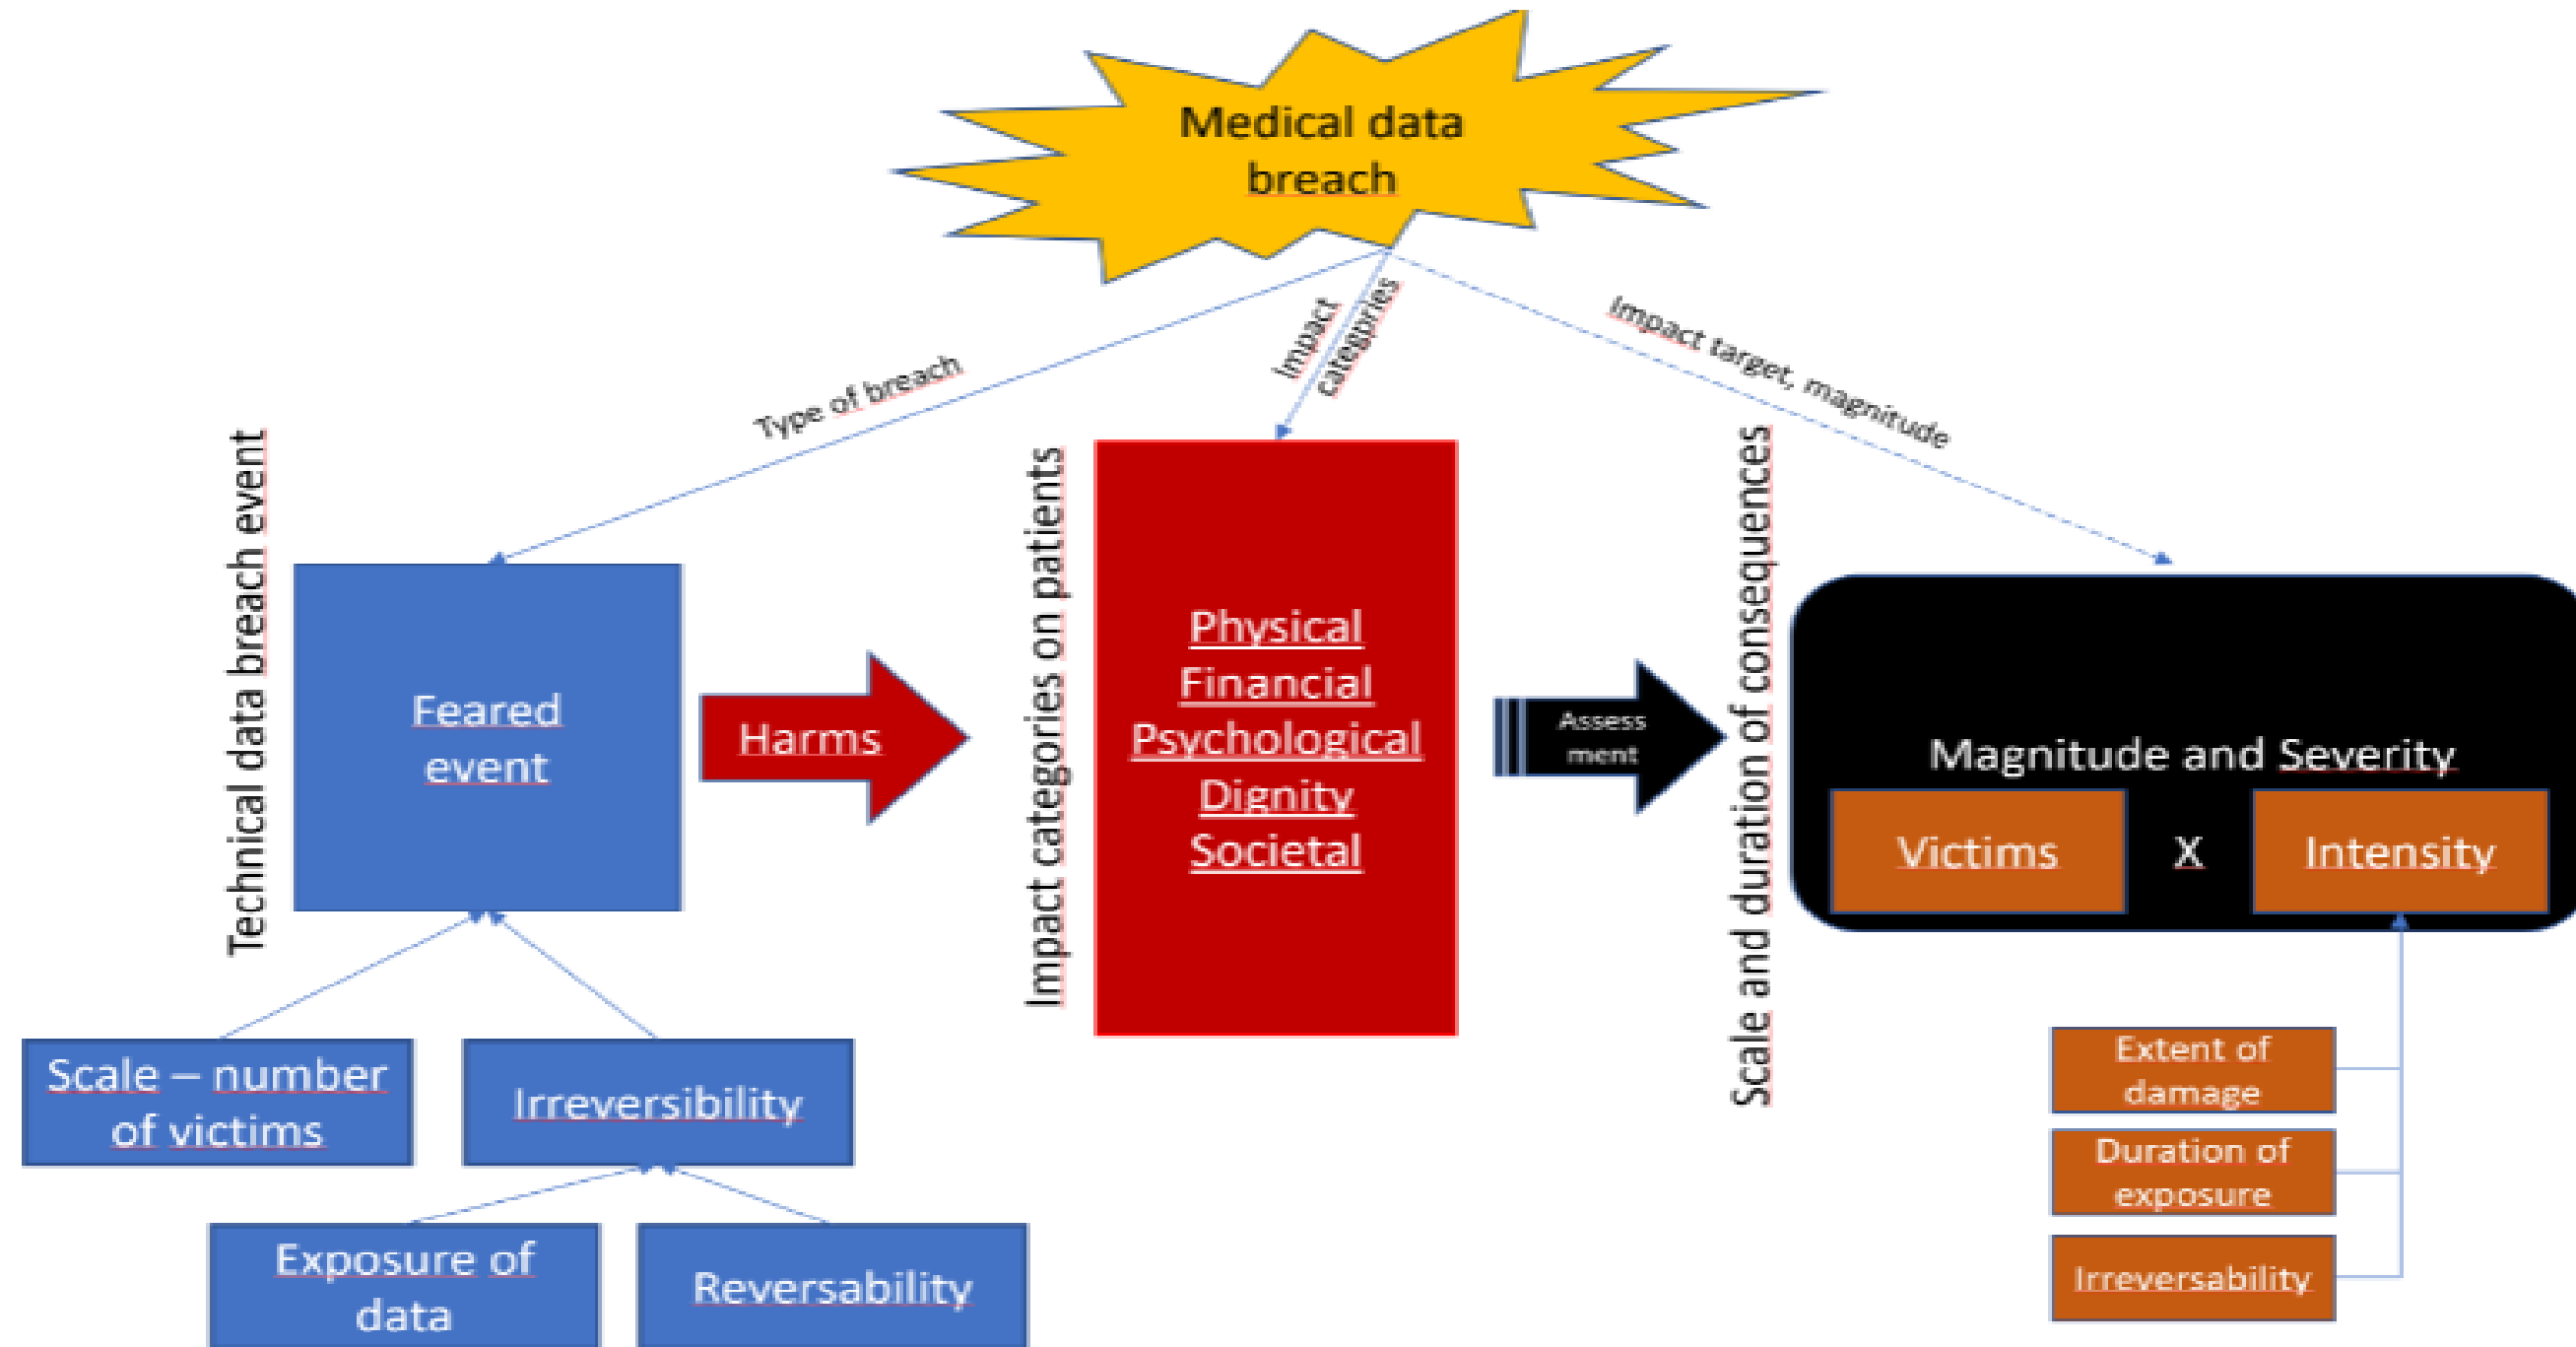 Medical data
breach
Type of breach
Impact
categories
Impact target, magnitude
Technical data breach event
Feared
event
Harms
Impact categories on patients
Physical
Financial
Psychological
Dignity
Societal
Assess
ment
Scale and duration of consequences
Magnitude and Severity
Victims
X
Intensity
Scale – number
of victims
Irreversibility
Exposure of
data
Reversability
Extent of
damage
Duration of
exposure
Irreversability